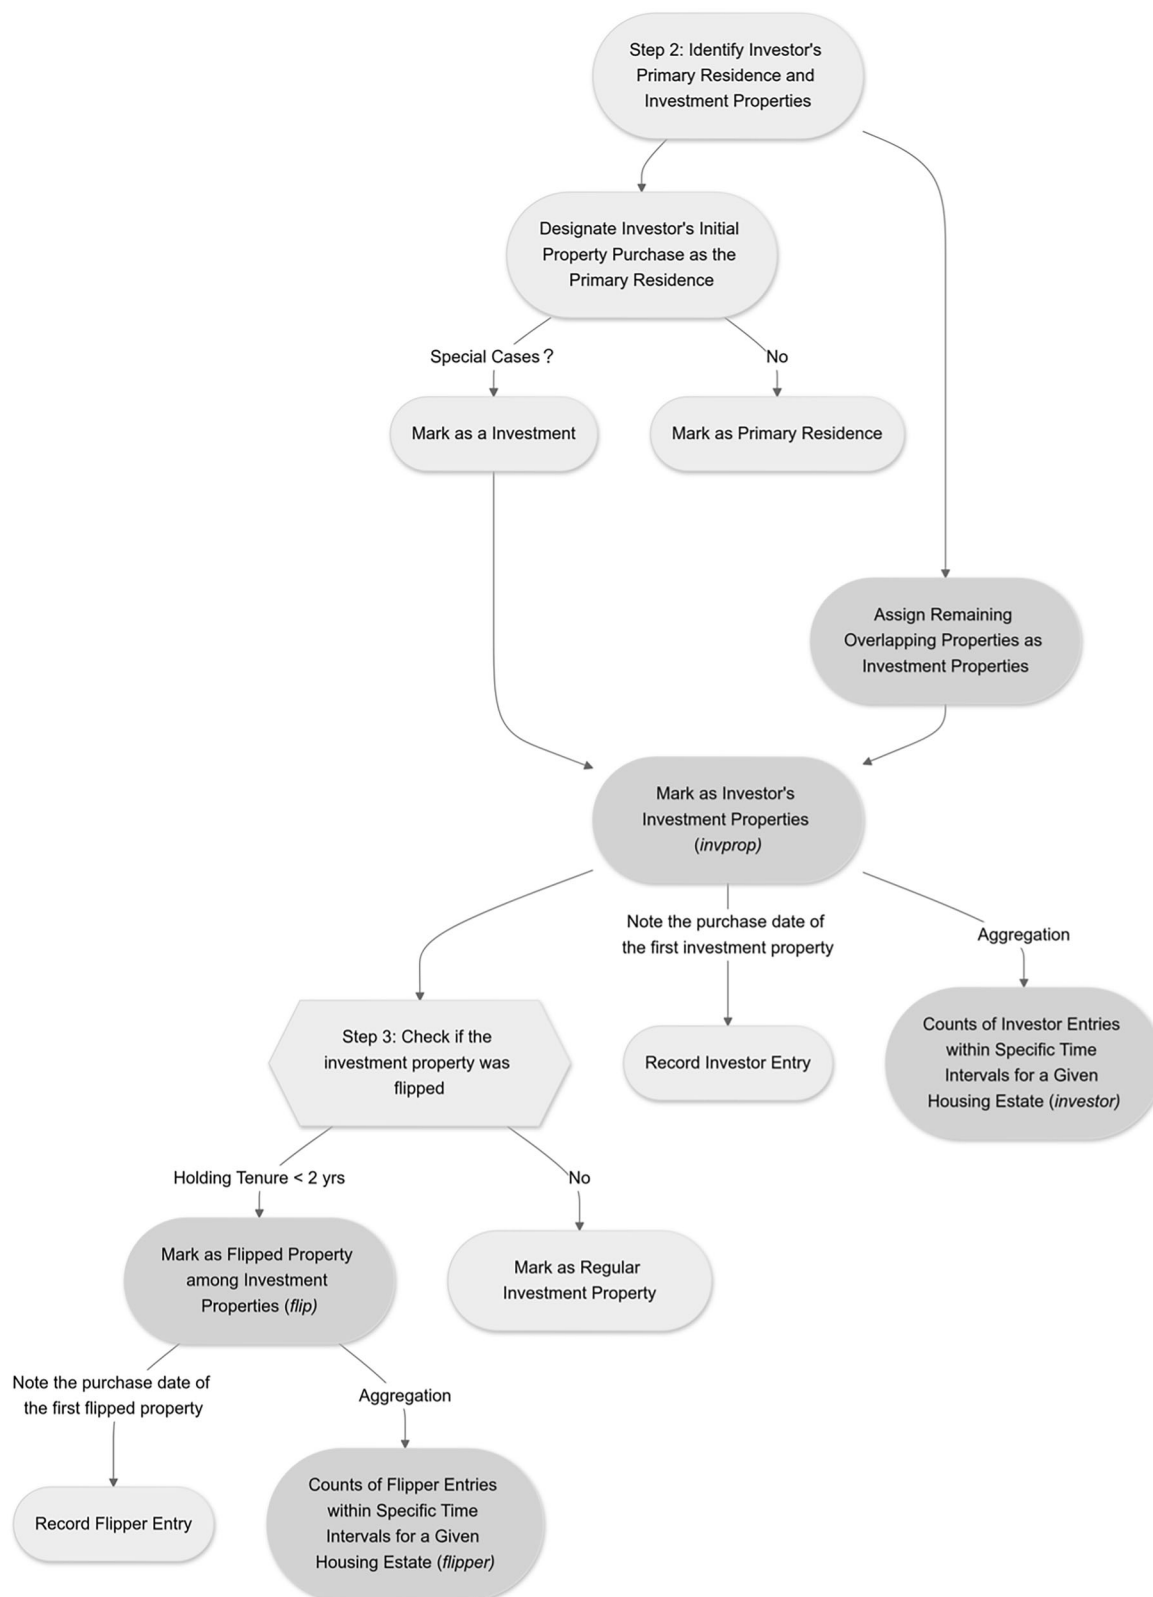 Step 2: Identify Investor's
Primary Residence and
Investment Properties
Designate Investor's Initial
Property Purchase as the
Primary Residence
Special Cases?
No
Mark as a Investment
Mark as Primary Residence
Assign Remaining
Overlapping Properties as
Investment Properties
Mark as Investor's
Investment Properties
(invprop)
Note the purchase date of
the first investment property
Aggregation
Step 3: Check if the
investment property was
flipped
Record Investor Entry
Counts of Investor Entries
within Specific Time
Intervals for a Given
Housing Estate (investor)
Holding Tenure < 2 yrs
No
Mark as Flipped Property
among Investment
Properties (flip)
Mark as Regular
Investment Property
Note the purchase date of
the first flipped property
Aggregation
Record Flipper Entry
Counts of Flipper Entries
within Specific Time
Intervals for a Given
Housing Estate (flipper)